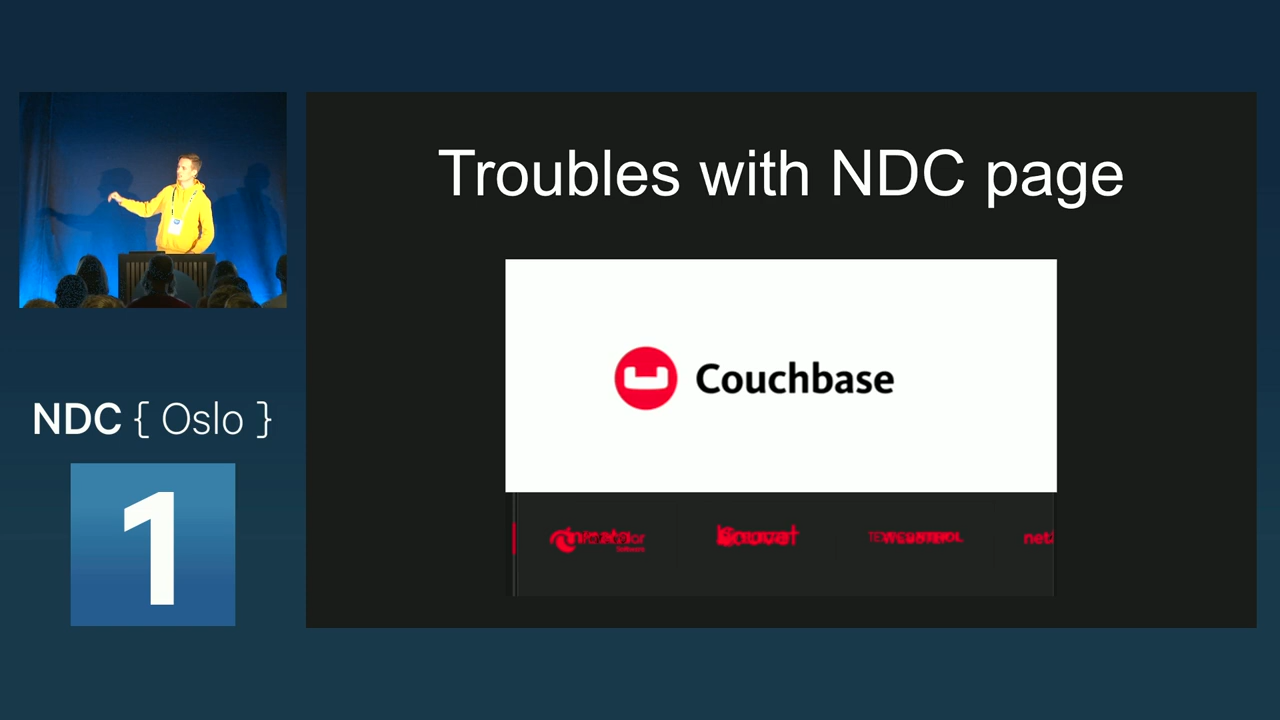 Troubles with NDC page
Couchbase
NDC { Oslo }
1